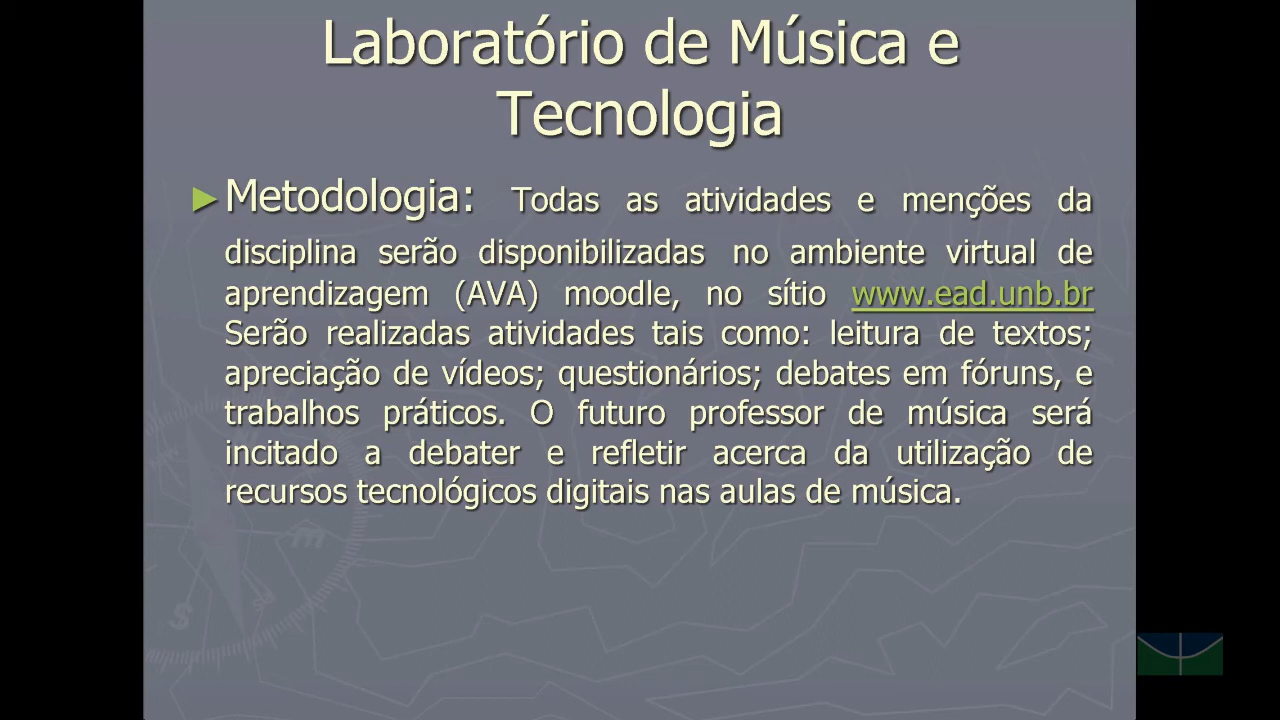 Laboratório de Música e
Tecnologia
►Metodologia: Todas as atividades e menções da
disciplina serão disponibilizadas no ambiente virtual de
aprendizagem (AVA) moodle, no sítio www.ead.unb.br
Serão realizadas atividades tais como: leitura de textos;
apreciação de vídeos; questionários; debates em fóruns, e
trabalhos práticos. O futuro professor de música será
incitado a debater e refletir acerca da utilização de
recursos tecnológicos digitais nas aulas de música.